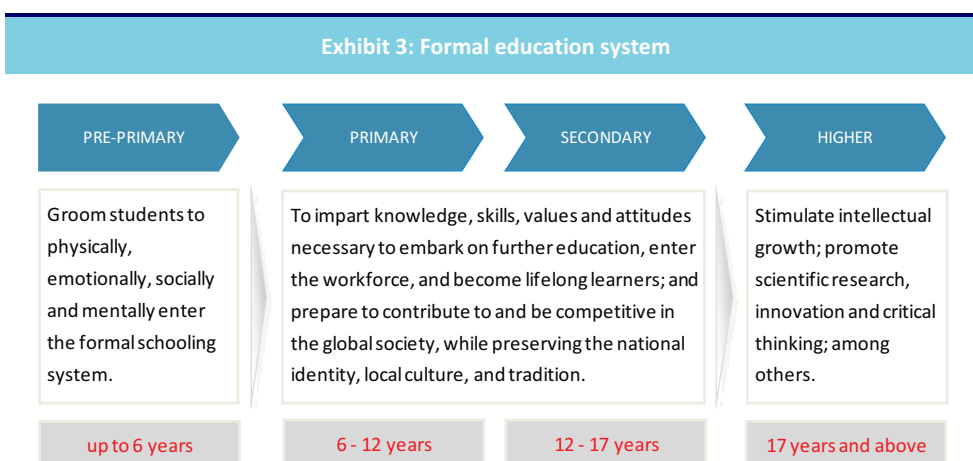 Exhibit 3: Formal education system
PRE-PRIMARY
PRIMARY
SECONDARY
HIGHER
Groom students to
physically,
emotionally, socially
and mentally enter
the formal schooling
system.
To impart knowledge, skills, values and attitudes
necessary to embark on further education, enter
the workforce, and become lifelong learners; and
prepare to contribute to and be competitive in
the global society, while preserving the national
identity, local culture, and tradition.
Stimulate intellectual
growth; promote
scientific research,
innovation and critical
thinking; among
others.
up to 6 years
6 - 12 years
12 - 17 years
17 years and above